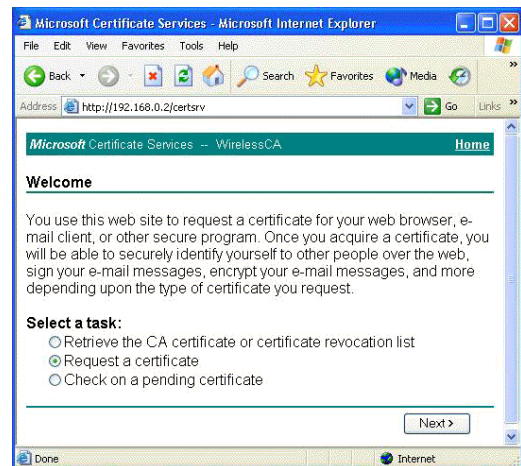 Microsoft Certificate Services - Microsoft Internet Explorer
File Edit View Favorites Tools Help
Back Search Favorites Media »
Address http://192.168.0.2/certsrv Go Links »
Microsoft Certificate Services -- WirelessCA Home
Welcome
You use this web site to request a certificate for your web browser, e-
mail client, or other secure program. Once you acquire a certificate, you
will be able to securely identify yourself to other people over the web,
sign your e-mail messages, encrypt your e-mail messages, and more
depending upon the type of certificate you request.
Select a task:
Retrieve the CA certificate or certificate revocation list
Request a certificate
Check on a pending certificate
Next >
Done Internet